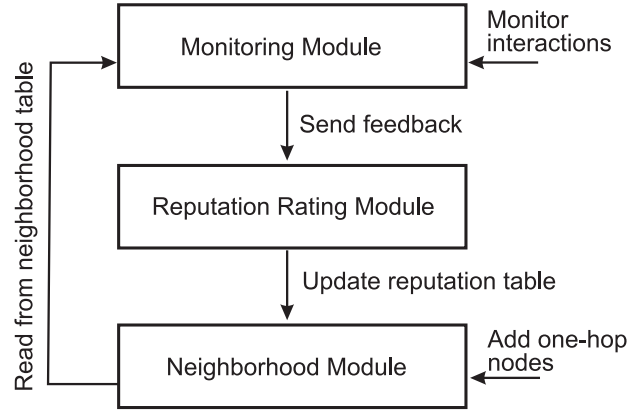 Monitoring Module
Monitor
interactions
Send feedback
Reputation Rating Module
Update reputation table
Neighborhood Module
Add one-hop
nodes
Read from neighborhood table